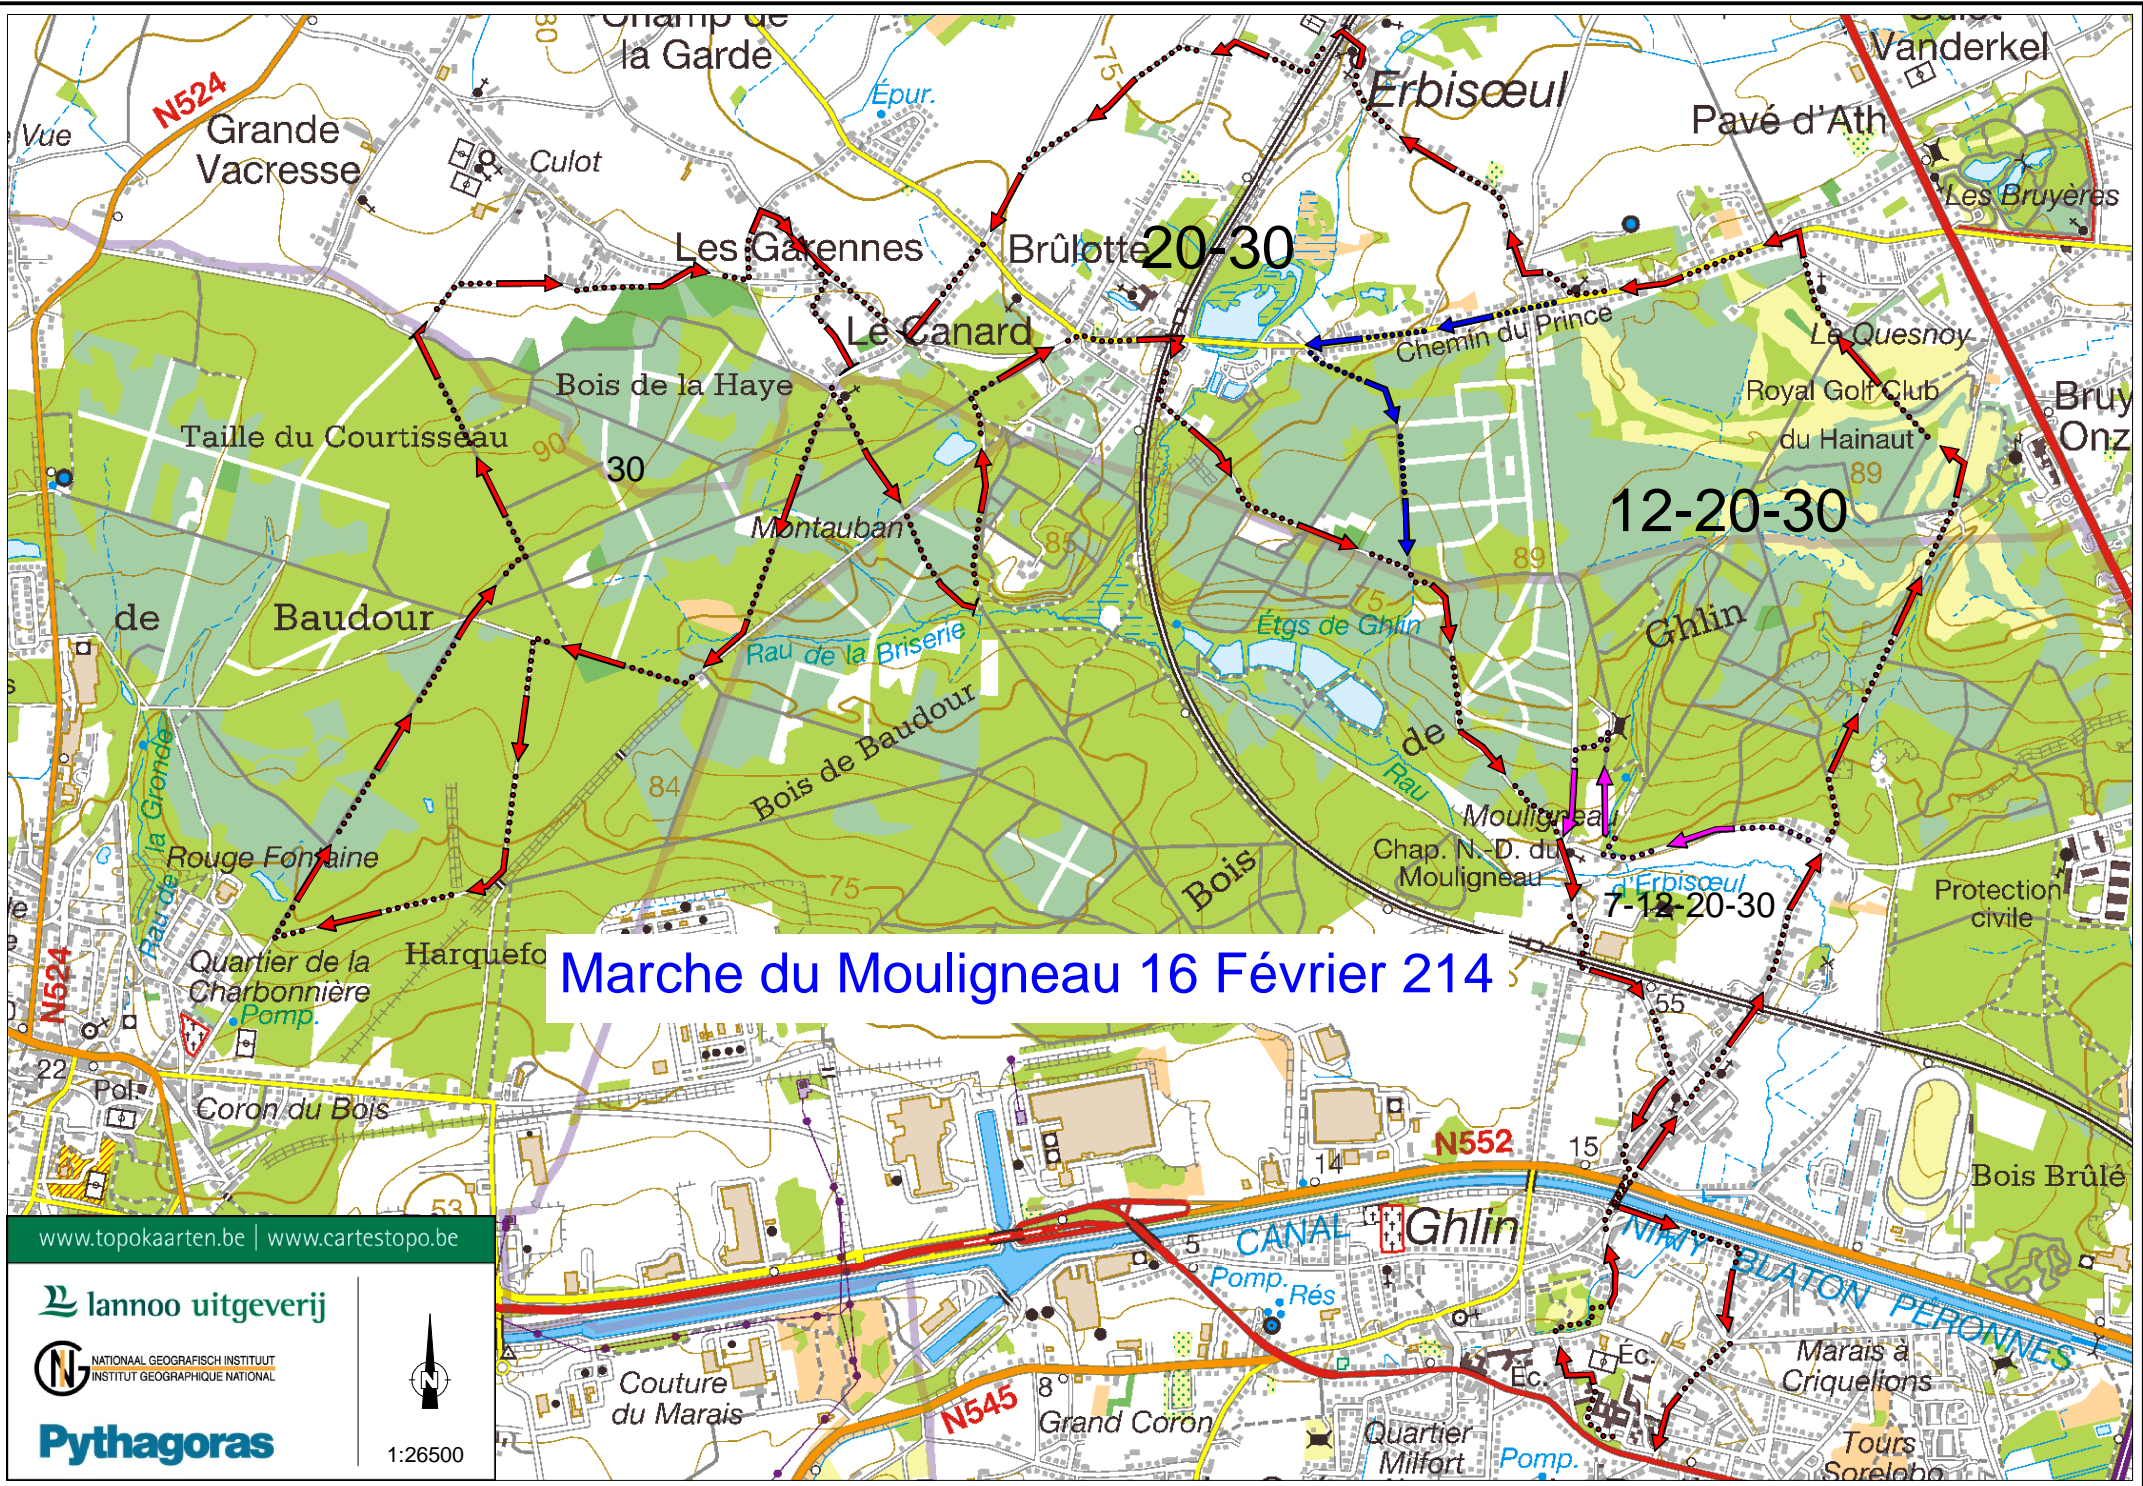 Champ de
la Garde
Vanderkel
N524
Grande
Vacresse
Vue
Culot
80
75
Épur.
Erbisœul
Pavé d'Ath
Les Bruyères
Les Garennes
Brûlotte
20-30
Le Canard
Chemin du Prince
Le Quesnoy
Royal Golf Club
du Hainaut
89
Bois de la Haye
Taille du Courtisseau
90
30
Montauban
85
12-20-30
89
Ghlin
75
de
Baudour
Rau de la Briserie
Étgs de Ghlin
Bois de Baudour
84
de
Rau
Rau de la Gronde
Rouge Fontaine
75
Bois
Mouligneau
Chap. N.-D. du
Mouligneau
d'Erbisœul
7-12-20-30
Protection
civile
Quartier de la
Charbonnière
Pomp.
Harquefo
Marche du Mouligneau 16 Février 214
N524
55
22
Pol.
Coron du Bois
N552
15
14
Bois Brûlé
53
CANAL
Ghlin
NIMY
BLATON
PÉRONNES
5
Pomp.
Rés
Éc.
Éc.
Marais à
Criquelions
Couture
du Marais
N545
8
Grand Coron
Quartier
Milfort
Pomp.
Tours
Sorelobo
www.topokaarten.be | www.cartestopo.be
lannoo uitgeverij
NGI
NATIONAAL GEOGRAFISCH INSTITUUT
INSTITUT GEOGRAPHIQUE NATIONAL
N
Pythagoras
1:26500